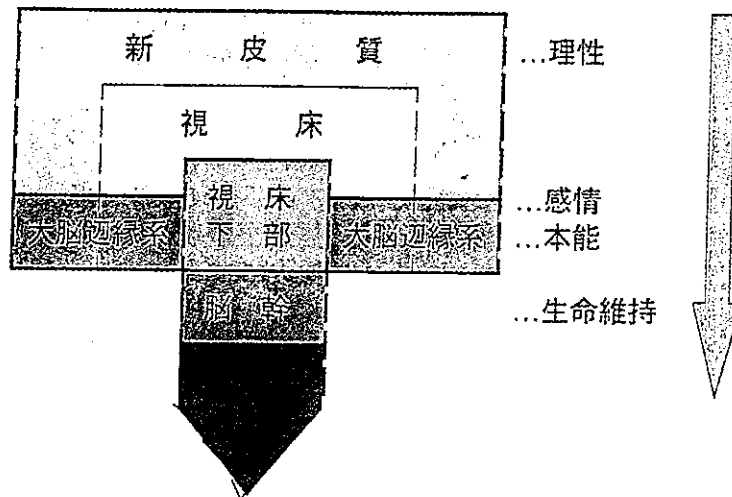 新皮質
…理性
視床
視床
下部
…感情
大脳辺縁系
大脳辺縁系
…本能
脳幹
…生命維持